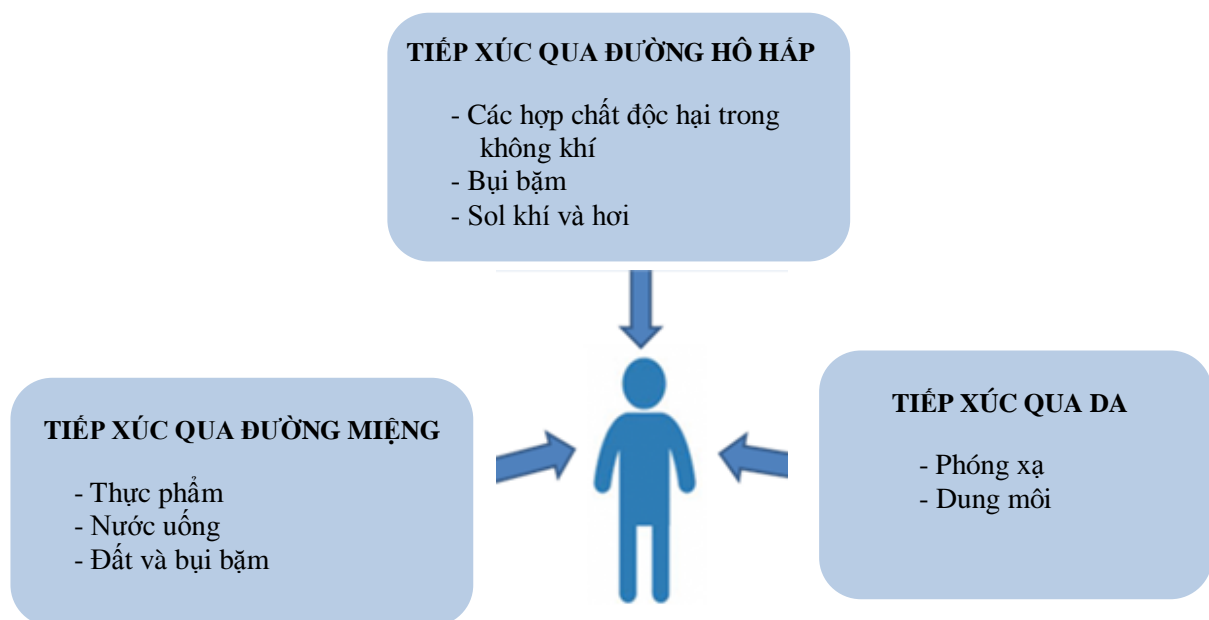 TIẾP XÚC QUA ĐƯỜNG HÔ HẤP
- Các hợp chất độc hại trong
không khí
- Bụi bặm
- Sol khí và hơi
TIẾP XÚC QUA ĐƯỜNG MIỆNG
- Thực phẩm
- Nước uống
- Đất và bụi bặm
TIẾP XÚC QUA DA
- Phóng xạ
- Dung môi